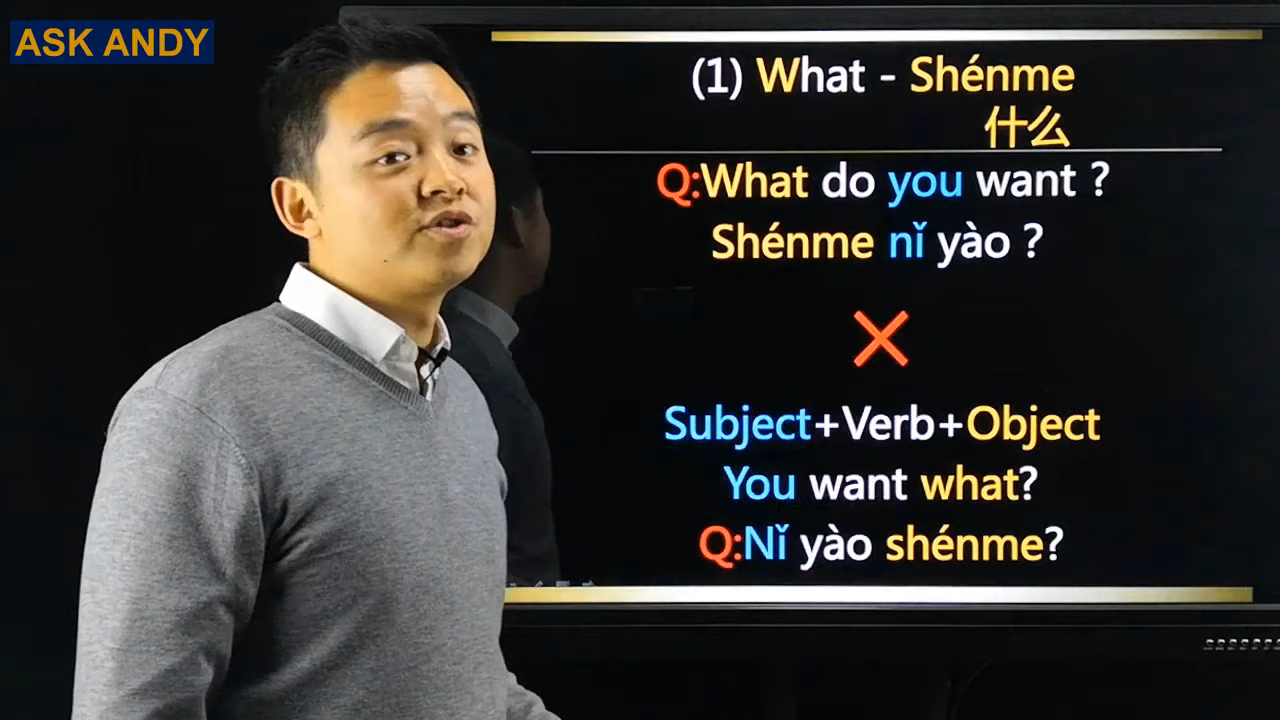 ASK ANDY
(1) What - Shénme
什么
Q:What do you want ?
Shénme nǐ yào ?
Subject+Verb+Object
You want what?
Q:Nǐ yào shénme?